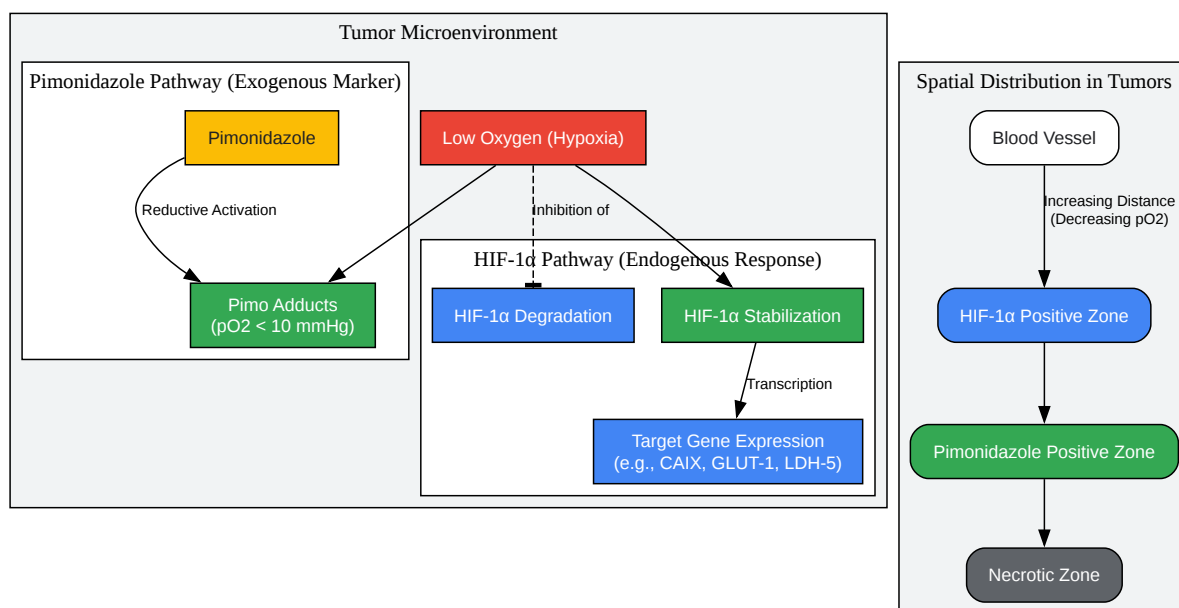 Tumor Microenvironment
Pimonidazole Pathway (Exogenous Marker)
Pimonidazole
Low Oxygen (Hypoxia)
Reductive Activation
Inhibition of
HIF-1α Pathway (Endogenous Response)
Pimo Adducts
(pO2 < 10 mmHg)
HIF-1α Degradation
HIF-1α Stabilization
Transcription
Target Gene Expression
(e.g., CAIX, GLUT-1, LDH-5)
Spatial Distribution in Tumors
Blood Vessel
Increasing Distance
(Decreasing pO2)
HIF-1α Positive Zone
Pimonidazole Positive Zone
Necrotic Zone